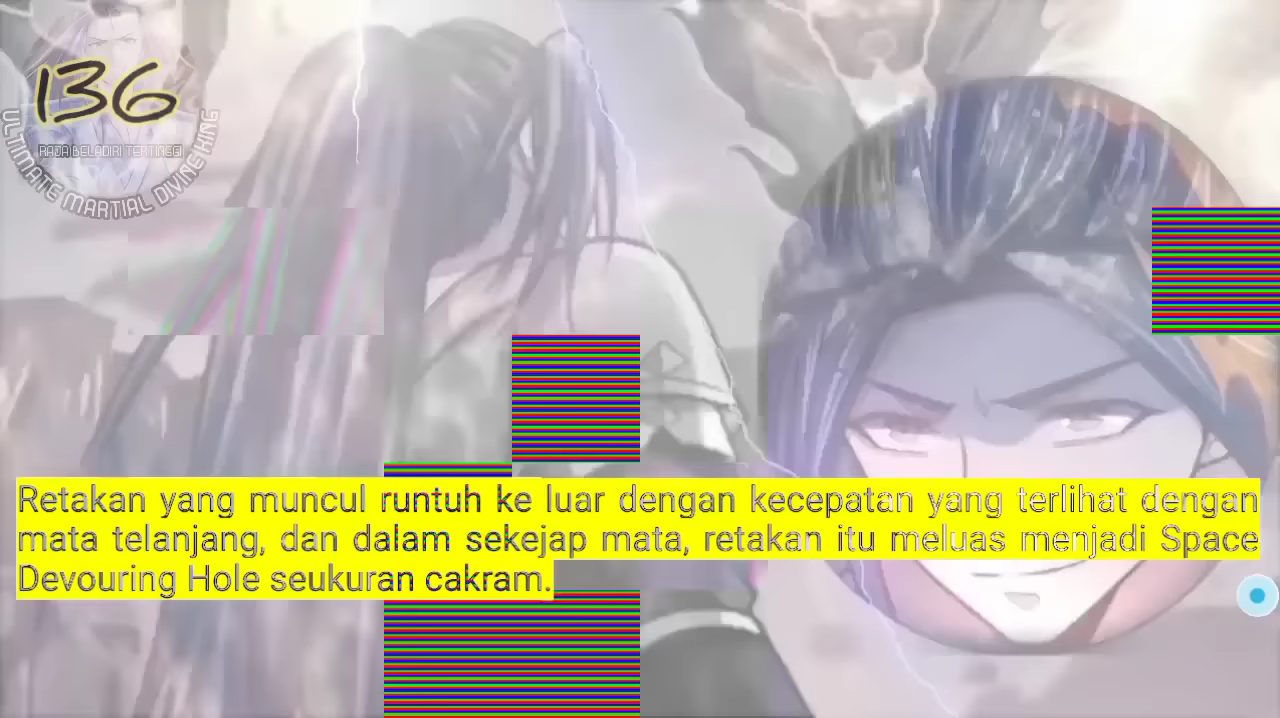 136
RAJA BELADIRI TERTINGGI
ULTIMATE MARTIAL DIVINE KING
Retakan yang muncul runtuh ke luar dengan kecepatan yang terlihat dengan
mata telanjang, dan dalam sekejap mata, retakan itu meluas menjadi Space
Devouring Hole seukuran cakram.